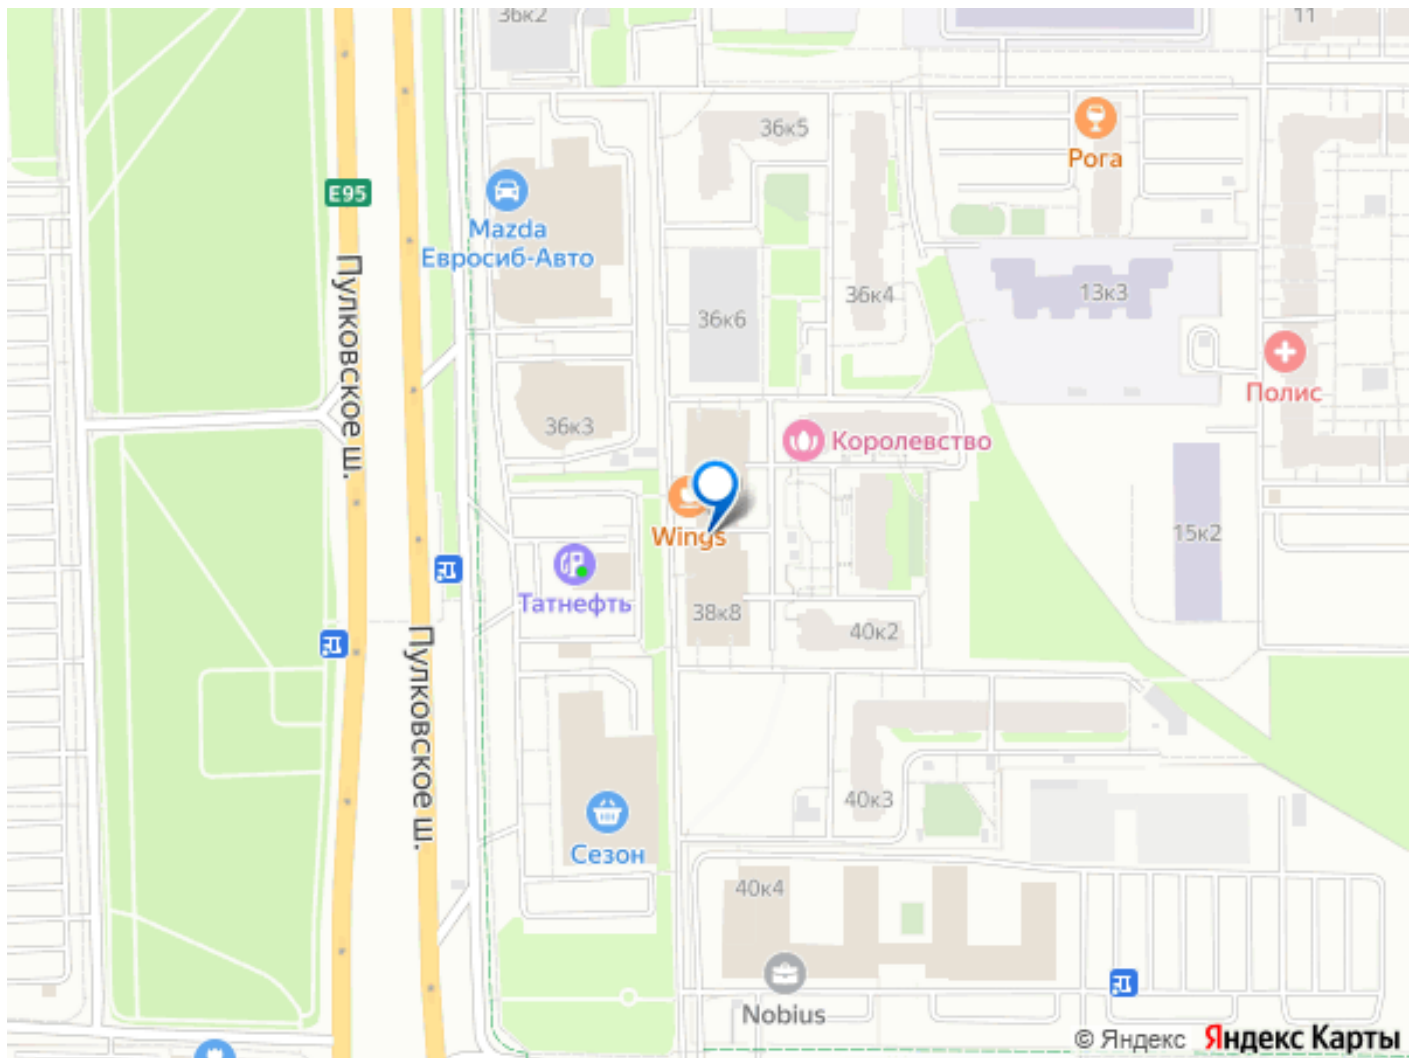 36к2
11
36к5
Рога
E95
Mazda
Евросиб-Авто
Пулковское ш.
36к6
36к4
13к3
Полис
36к3
Королевство
Wings
15к2
Татнефть
38к8
40к2
Пулковское ш.
40к3
Сезон
40к4
Nobius
© Яндекс Яндекс Карты